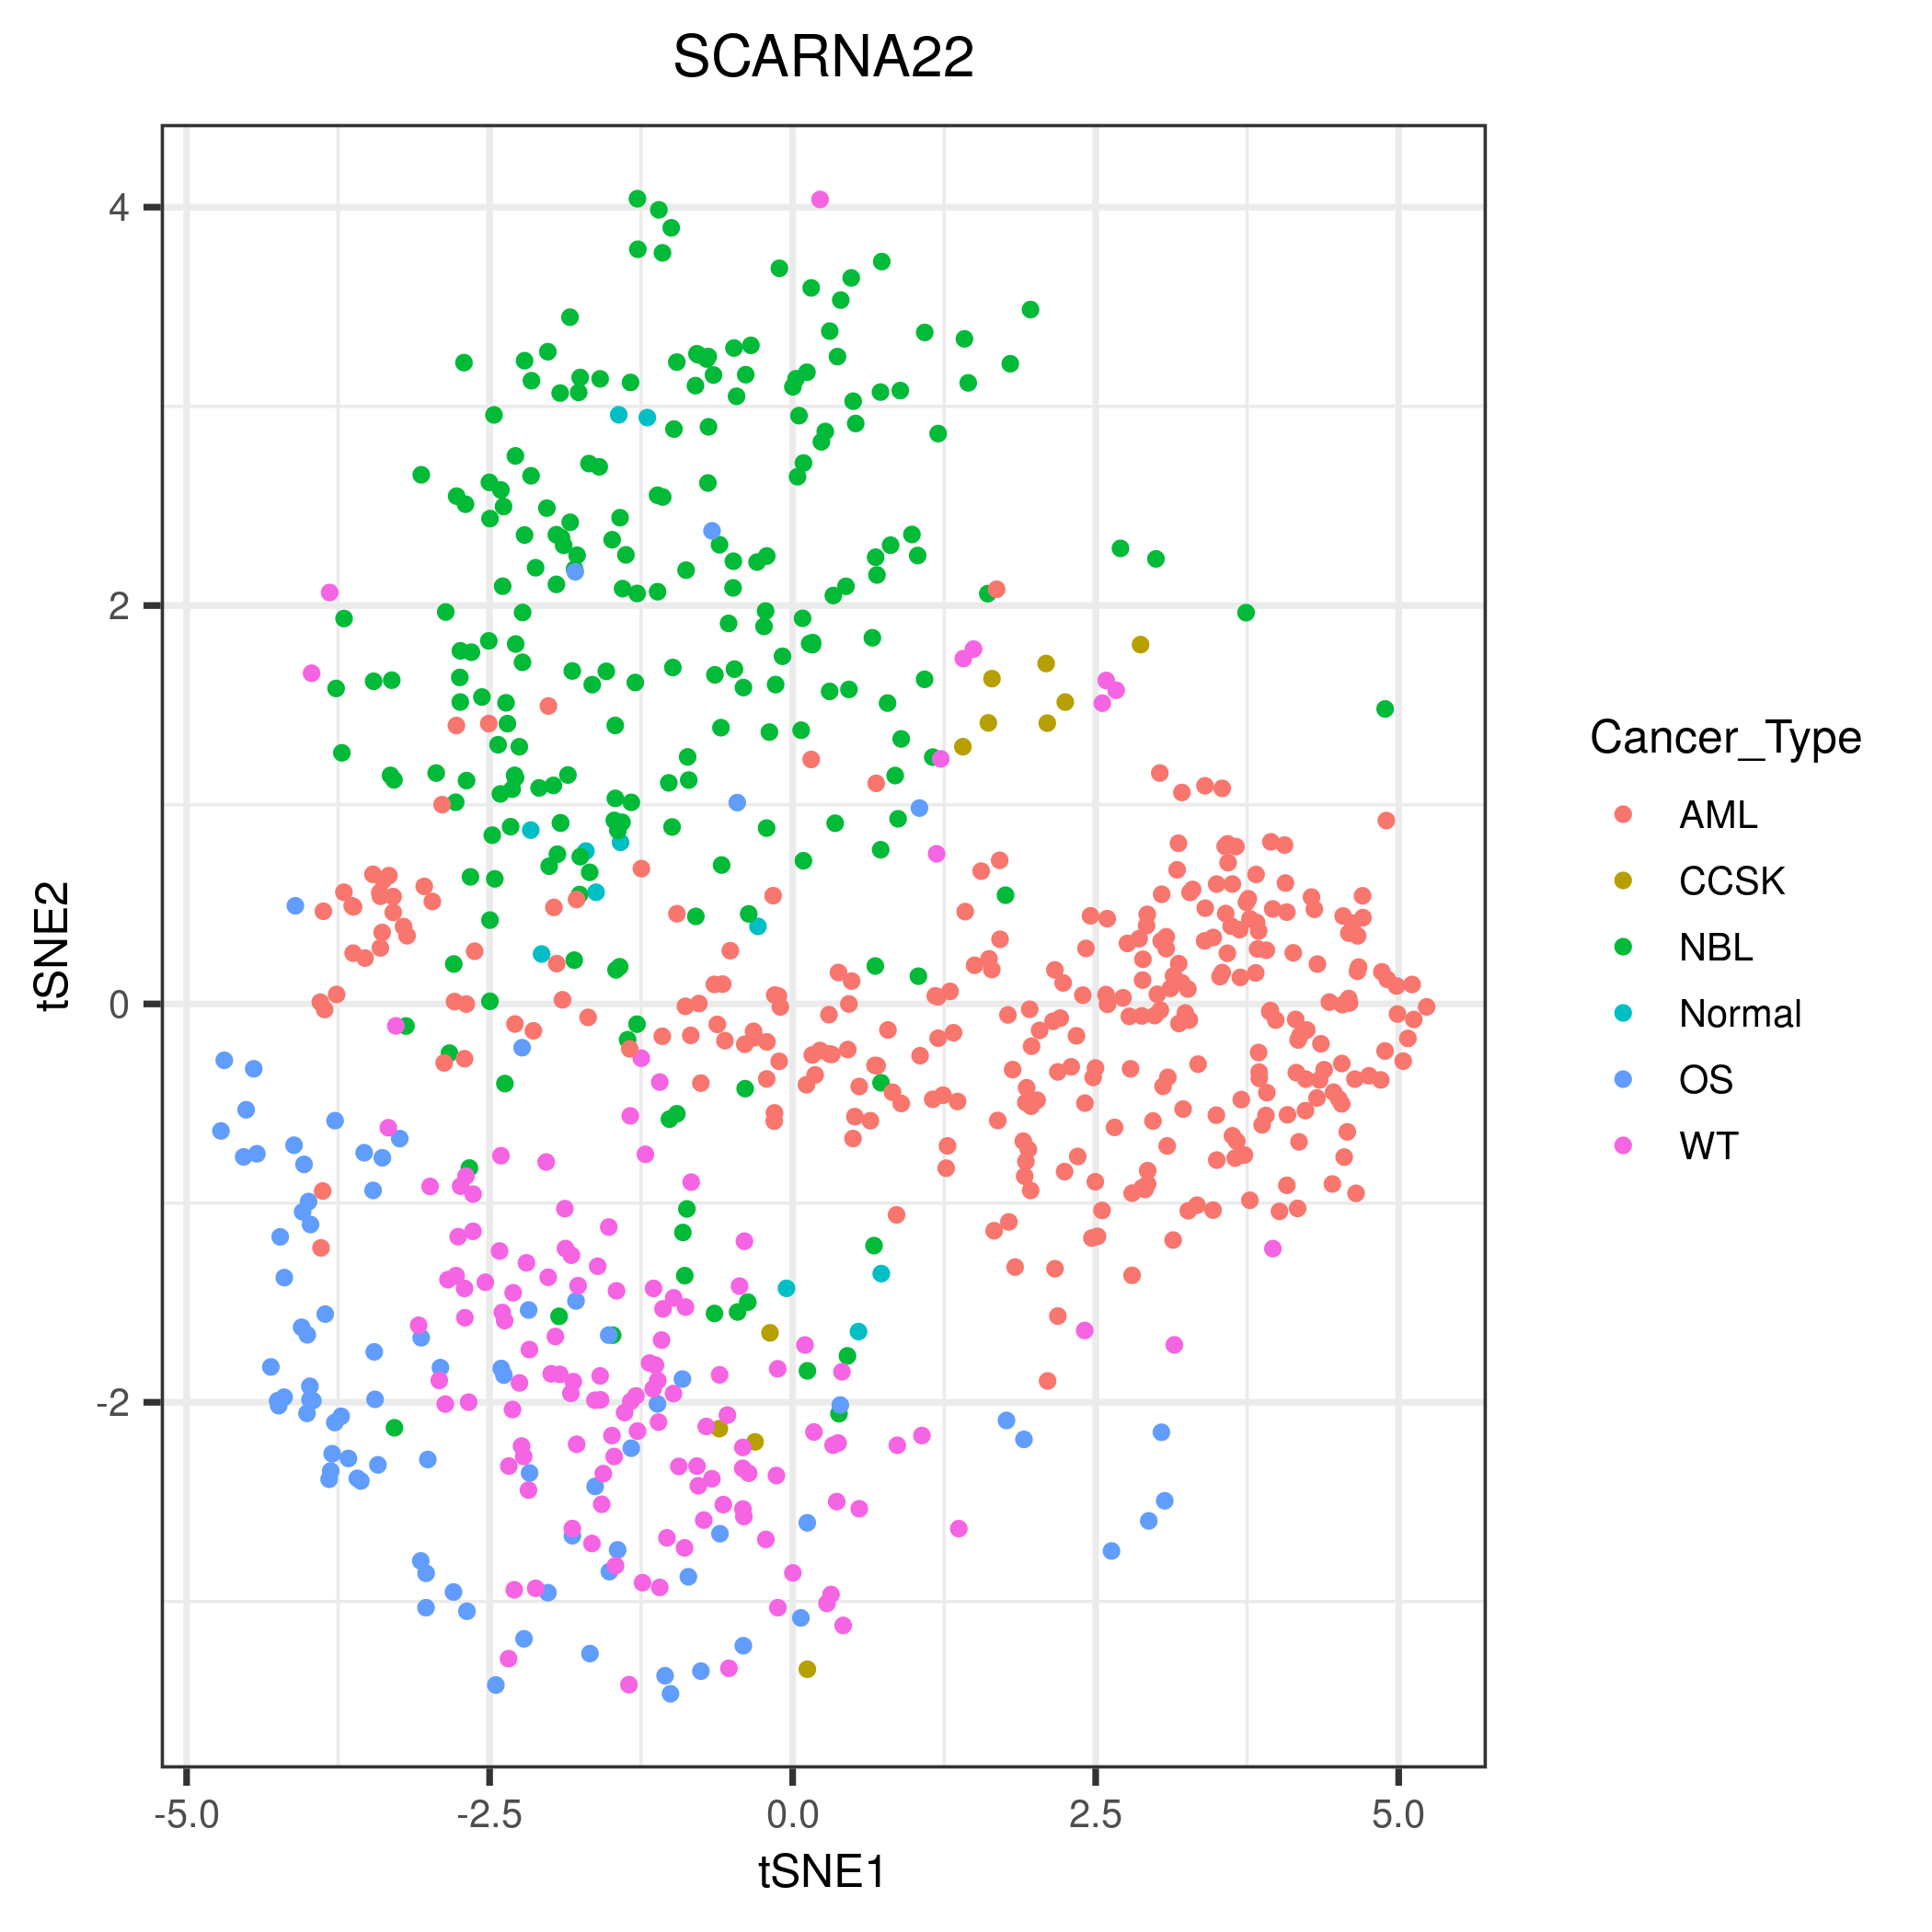 SCARNA22
4
2
0
-2
tSNE2
-5.0 -2.5 0.0 2.5 5.0
tSNE1
Cancer_Type
AML
CCSK
NBL
Normal
OS
WT